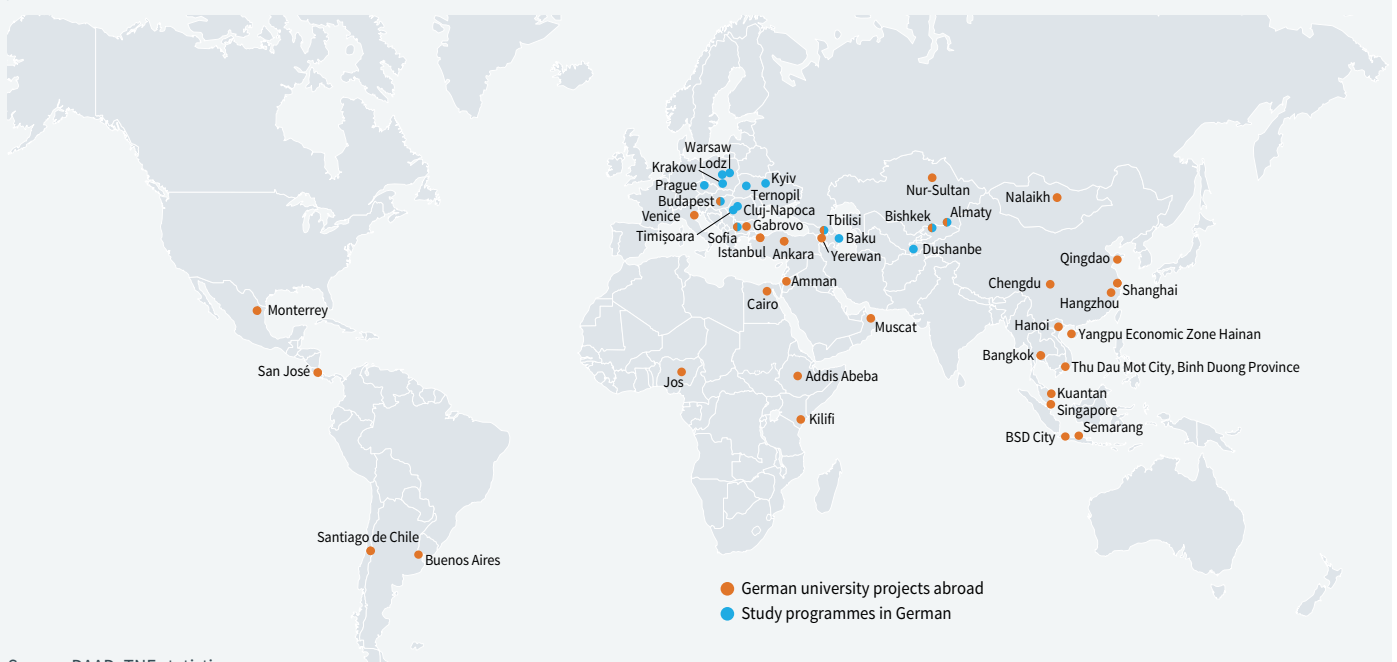 Warsaw
Krakow
Lodz
Prague
Kyiv
Ternopil
Budapest
Cluj-Napoca
Venice
Gabrovo
Timișoara
Sofia
Istanbul
Ankara
Tbilisi
Baku
Yerewan
Nur-Sultan
Bishkek
Almaty
Dushanbe
Nalaikh
Qingdao
Chengdu
Shanghai
Hangzhou
Amman
Cairo
Muscat
Hanoi
Yangpu Economic Zone Hainan
Bangkok
Thu Dau Mot City, Binh Duong Province
Monterrey
San José
Jos
Addis Abeba
Kilifi
Kuantan
Singapore
BSD City
Semarang
Santiago de Chile
Buenos Aires
German university projects abroad
Study programmes in German